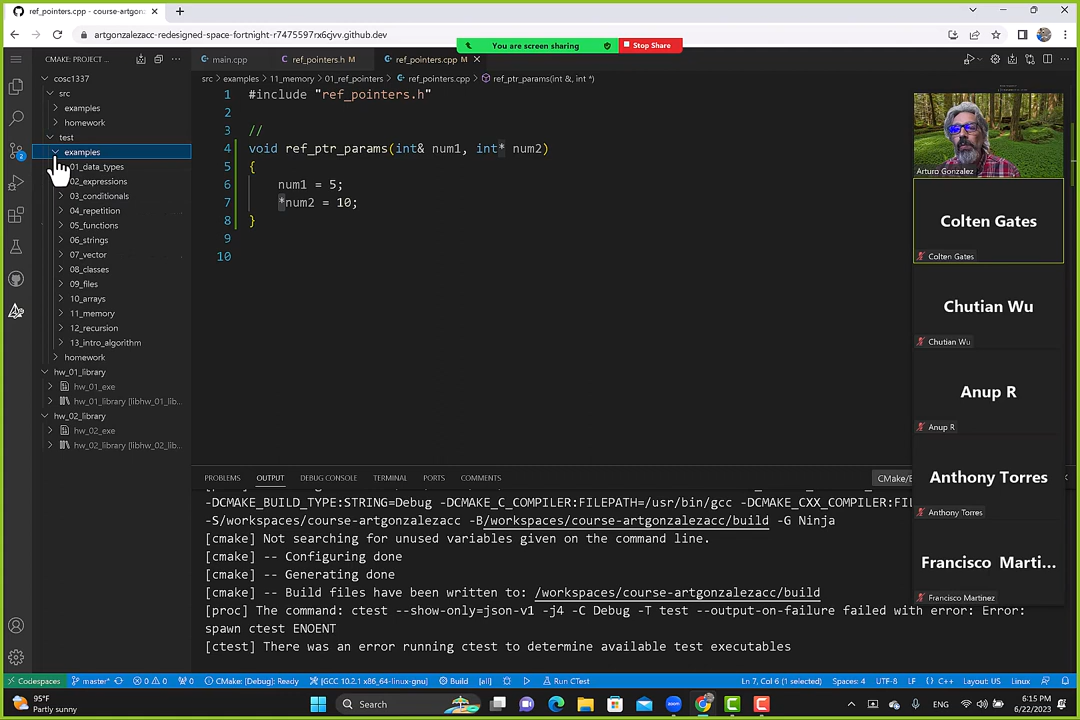 ref_pointers.cpp - course-artgon
artgonzalezacc-redesigned-space-fortnight-r7475597rx6cjvv.github.dev
You are screen sharing
Stop Share
CMAKE: PROJECT ...
main.cpp
ref_pointers.h M
ref_pointers.cpp M
src > examples > 11_memory > 01_ref_pointers > ref_pointers.cpp > ref_ptr_params(int &, int *)
cosc1337
src
examples
homework
test
examples
01_data_types
02_expressions
03_conditionals
04_repetition
05_functions
06_strings
07_vector
08_classes
09_files
10_arrays
11_memory
12_recursion
13_intro_algorithm
homework
hw_01_library
hw_01_exe
hw_01_library [libhw_01_lib...
hw_02_library
hw_02_exe
hw_02_library [libhw_02_lib...
1 #include "ref_pointers.h"
2
3 //
4 void ref_ptr_params(int& num1, int* num2)
5 {
6 num1 = 5;
7 *num2 = 10;
8 }
9
10
Arturo Gonzalez
Colten Gates
Colten Gates
Chutian Wu
Chutian Wu
Anup R
Anup R
Anthony Torres
Anthony Torres
Francisco Marti...
Francisco Martinez
PROBLEMS
OUTPUT
DEBUG CONSOLE
TERMINAL
PORTS
COMMENTS
CMake/B
-DCMAKE_BUILD_TYPE:STRING=Debug -DCMAKE_C_COMPILER:FILEPATH=/usr/bin/gcc -DCMAKE_CXX_COMPILER:FI
-S/workspaces/course-artgonzalezacc -B/workspaces/course-artgonzalezacc/build -G Ninja
[cmake] Not searching for unused variables given on the command line.
[cmake] -- Configuring done
[cmake] -- Generating done
[cmake] -- Build files have been written to: /workspaces/course-artgonzalezacc/build
[proc] The command: ctest --show-only=json-v1 -j4 -C Debug -T test --output-on-failure failed with error: Error:
spawn ctest ENOENT
[ctest] There was an error running ctest to determine available test executables
Codespaces
master*
0
0
0
CMake: [Debug]: Ready
[GCC 10.2.1 x86_64-linux-gnu]
Build
[all]
Run CTest
Ln 7, Col 6 (1 selected)
Spaces: 4
UTF-8
LF
{} C++
Layout: US
Linux
95°F
Partly sunny
Search
ENG
6:15 PM
6/22/2023